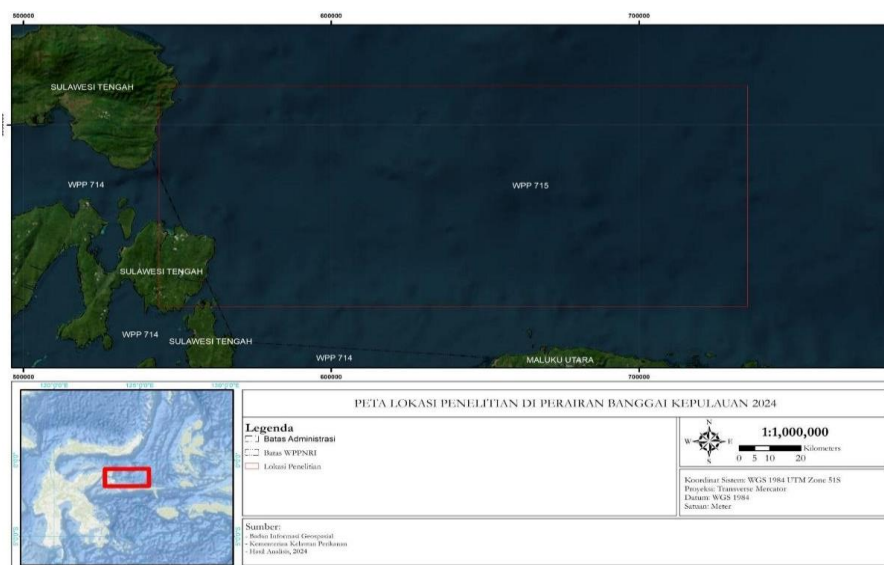 500000 600000 700000
SULAWESI TENGAH
WPP 714
WPP 715
SULAWESI TENGAH
WPP 714
SULAWESI TENGAH
WPP 714
MALUKU UTARA
500000 600000 700000
PETA LOKASI PENELITIAN DI PERAIRAN BANGGAI KEPULAUAN 2024
Legenda
Batas Administrasi
Batas WPPNRI
Lokasi Penelitian
N
W E
S
1:1,000,000
Kilometers
0 5 10 20
Koordinat Sistem: WGS 1984 UTM Zone 51S
Proyeksi: Transverse Mercator
Datum: WGS 1984
Satuan: Meter
Sumber:
- Badan Informasi Geospasial
- Kementerian Kelautan Perikanan
- Hasil Analisis, 2024